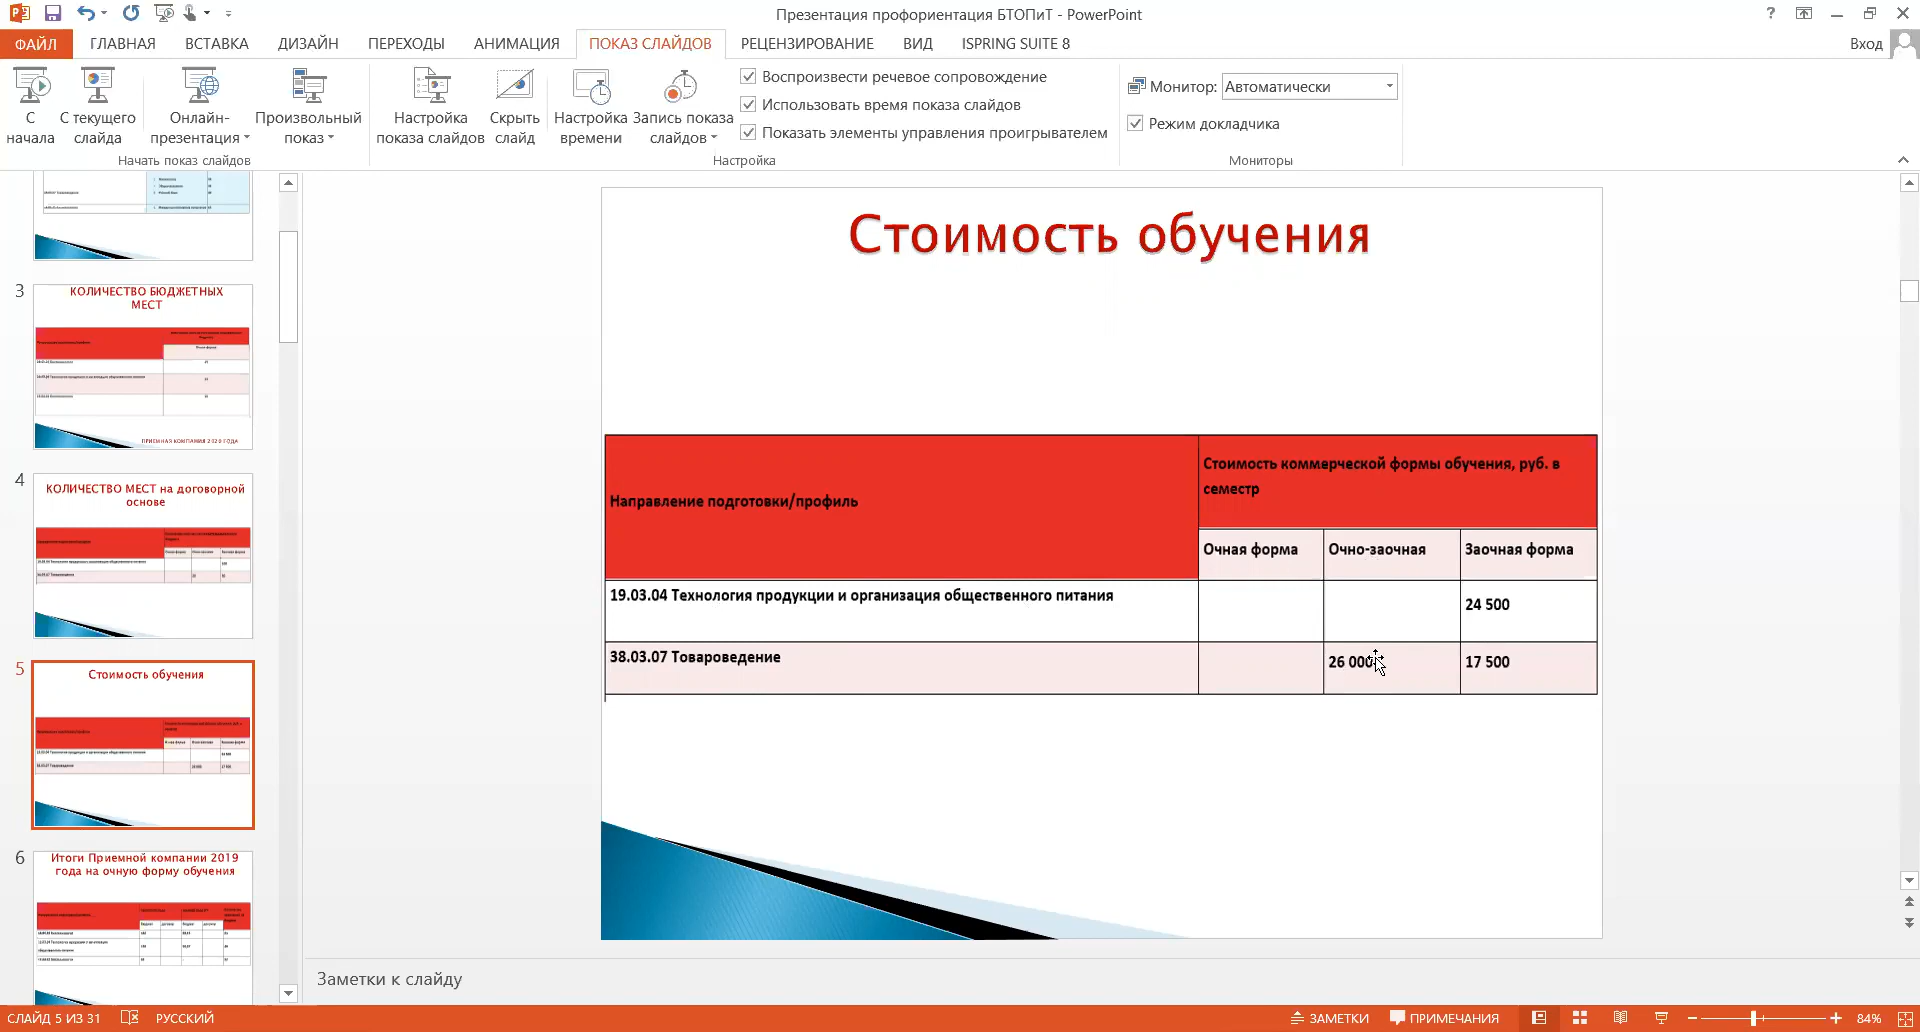 Презентация профориентация БТОПиТ - PowerPoint
?
ФАЙЛ ГЛАВНАЯ ВСТАВКА ДИЗАЙН ПЕРЕХОДЫ АНИМАЦИЯ ПОКАЗ СЛАЙДОВ РЕЦЕНЗИРОВАНИЕ ВИД ISPRING SUITE 8 Вход
С начала
С текущего слайда
Онлайн-презентация
Произвольный показ
Начать показ слайдов
Настройка показа слайдов
Скрыть слайд
Настройка времени
Запись показа слайдов
Воспроизвести речевое сопровождение
Использовать время показа слайдов
Показать элементы управления проигрывателем
Настройка
Монитор: Автоматически
Режим докладчика
Мониторы
3
КОЛИЧЕСТВО БЮДЖЕТНЫХ
МЕСТ
ПРИЕМНАЯ КОМПАНИЯ 2020 ГОДА
4
КОЛИЧЕСТВО МЕСТ на договорной
основе
5
Стоимость обучения
6
Итоги Приемной компании 2019
года на очную форму обучения
Стоимость обучения
Направление подготовки/профиль
Стоимость коммерческой формы обучения, руб. в
семестр
Очная форма Очно-заочная Заочная форма
19.03.04 Технология продукции и организация общественного питания 24 500
38.03.07 Товароведение 26 000 17 500
Заметки к слайду
СЛАЙД 5 ИЗ 31 РУССКИЙ ЗАМЕТКИ ПРИМЕЧАНИЯ 84%